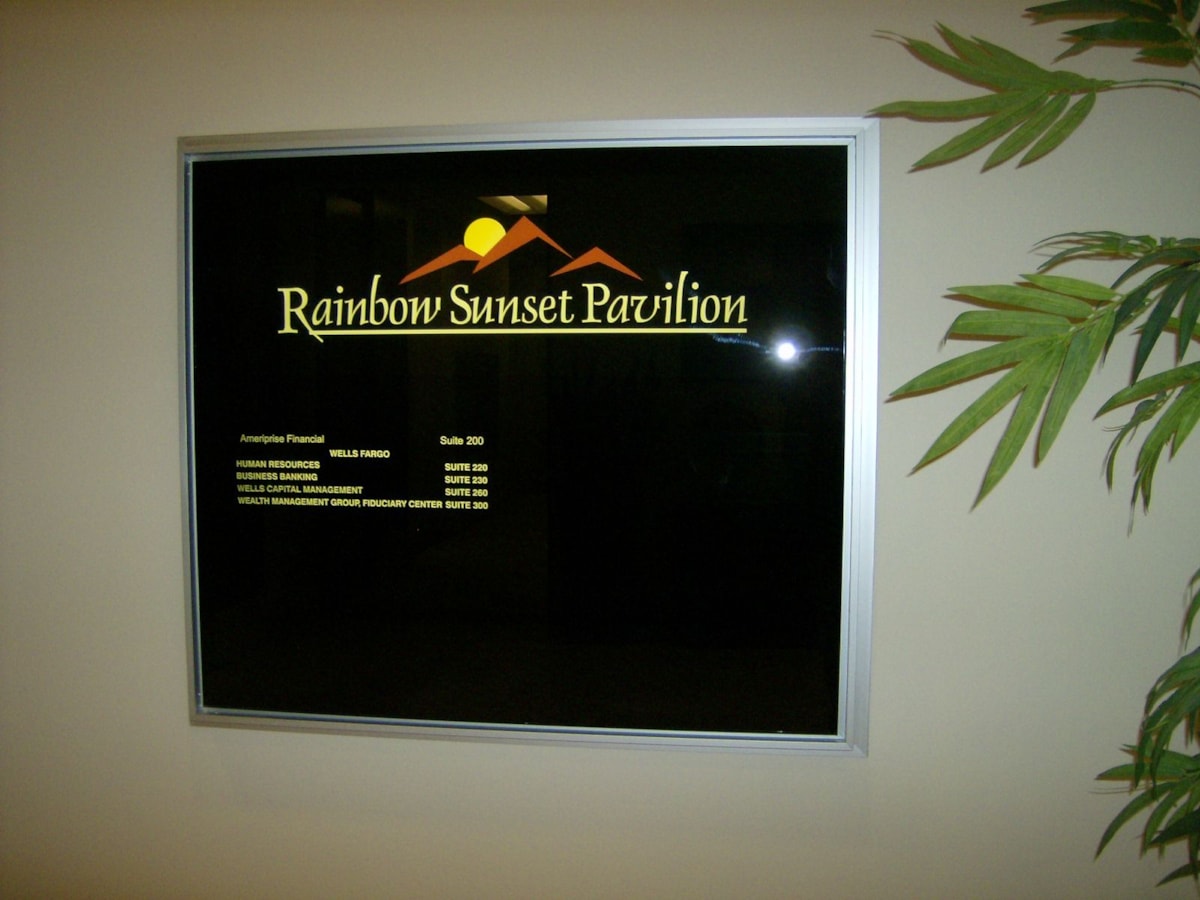 Rainbow Sunset Pavilion
Ameriprise Financial Suite 200
WELLS FARGO
HUMAN RESOURCES SUITE 220
BUSINESS BANKING SUITE 230
WELLS CAPITAL MANAGEMENT SUITE 260
WEALTH MANAGEMENT GROUP, FIDUCIARY CENTER SUITE 300